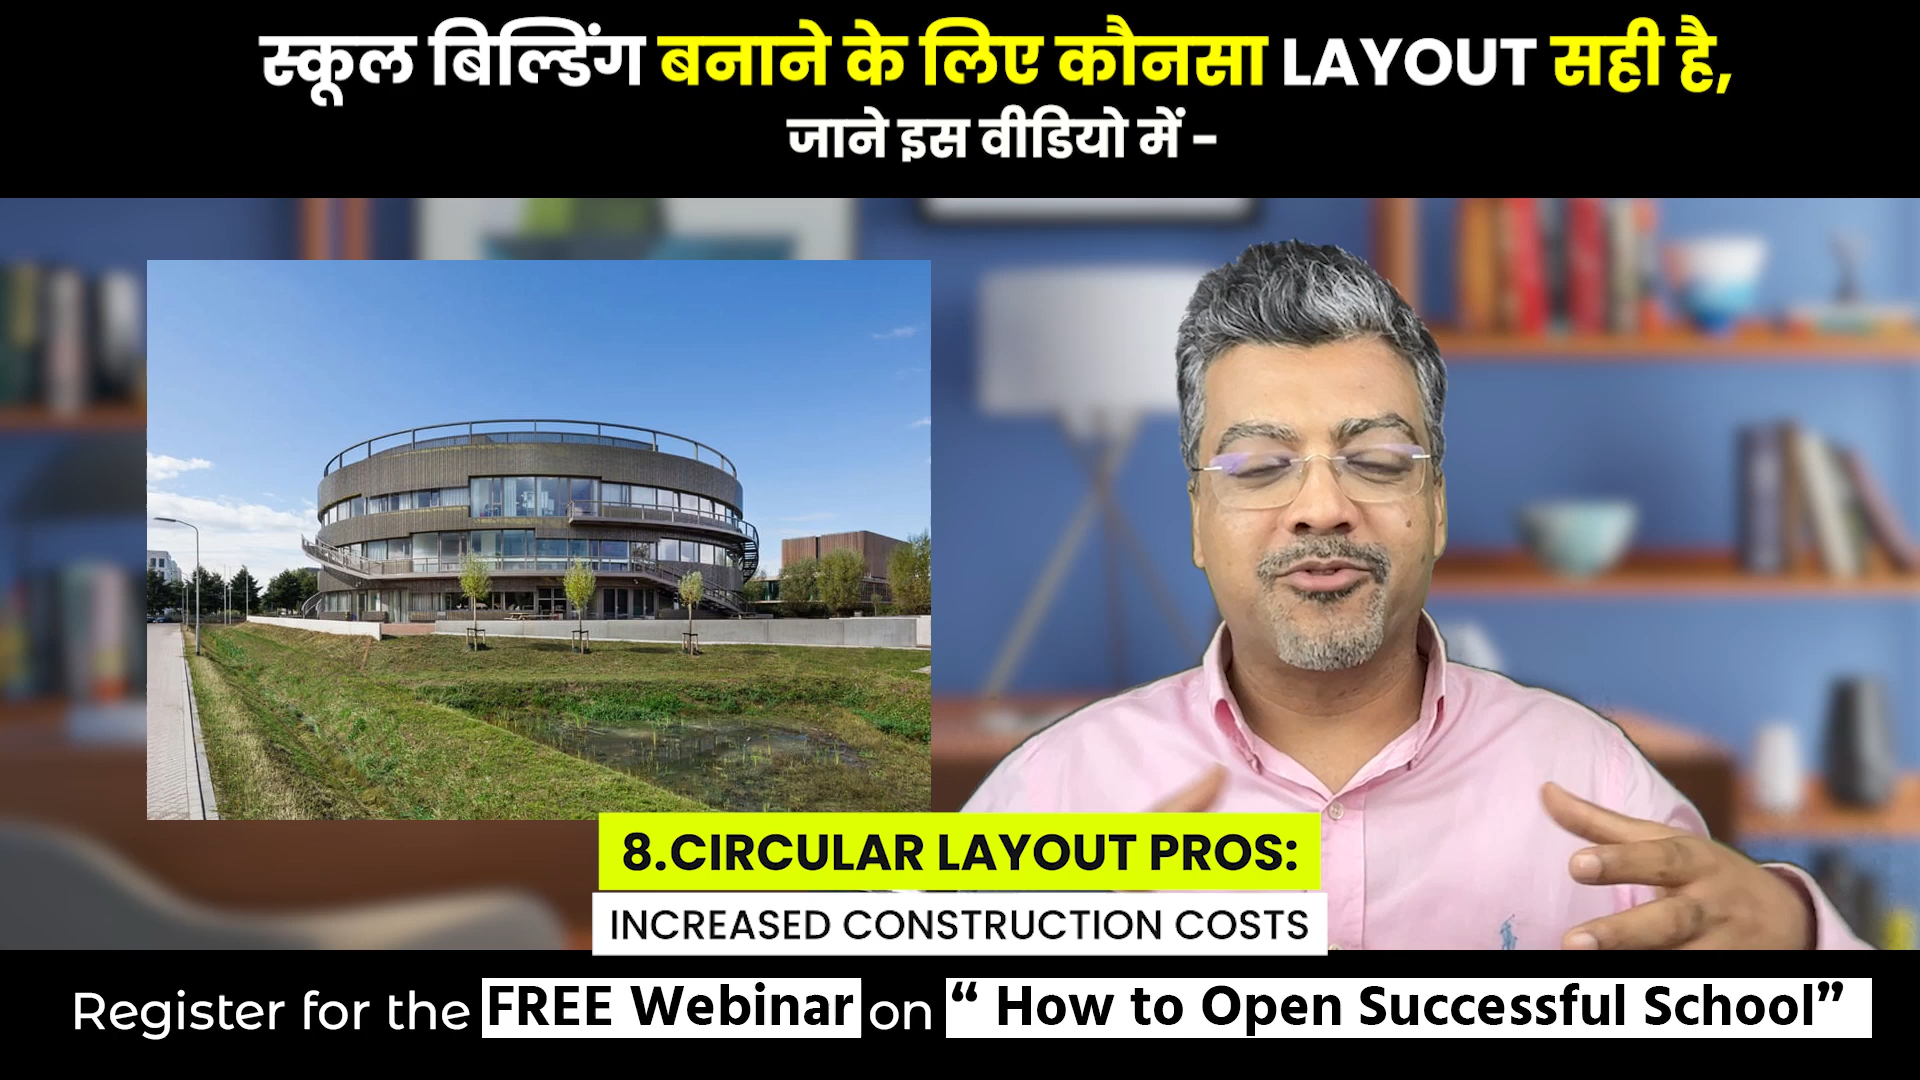 स्कूल बिल्डिंग बनाने के लिए कौनसा LAYOUT सही है,
जाने इस वीडियो में -
8.CIRCULAR LAYOUT PROS:
INCREASED CONSTRUCTION COSTS
Register for the FREE Webinar on “ How to Open Successful School”